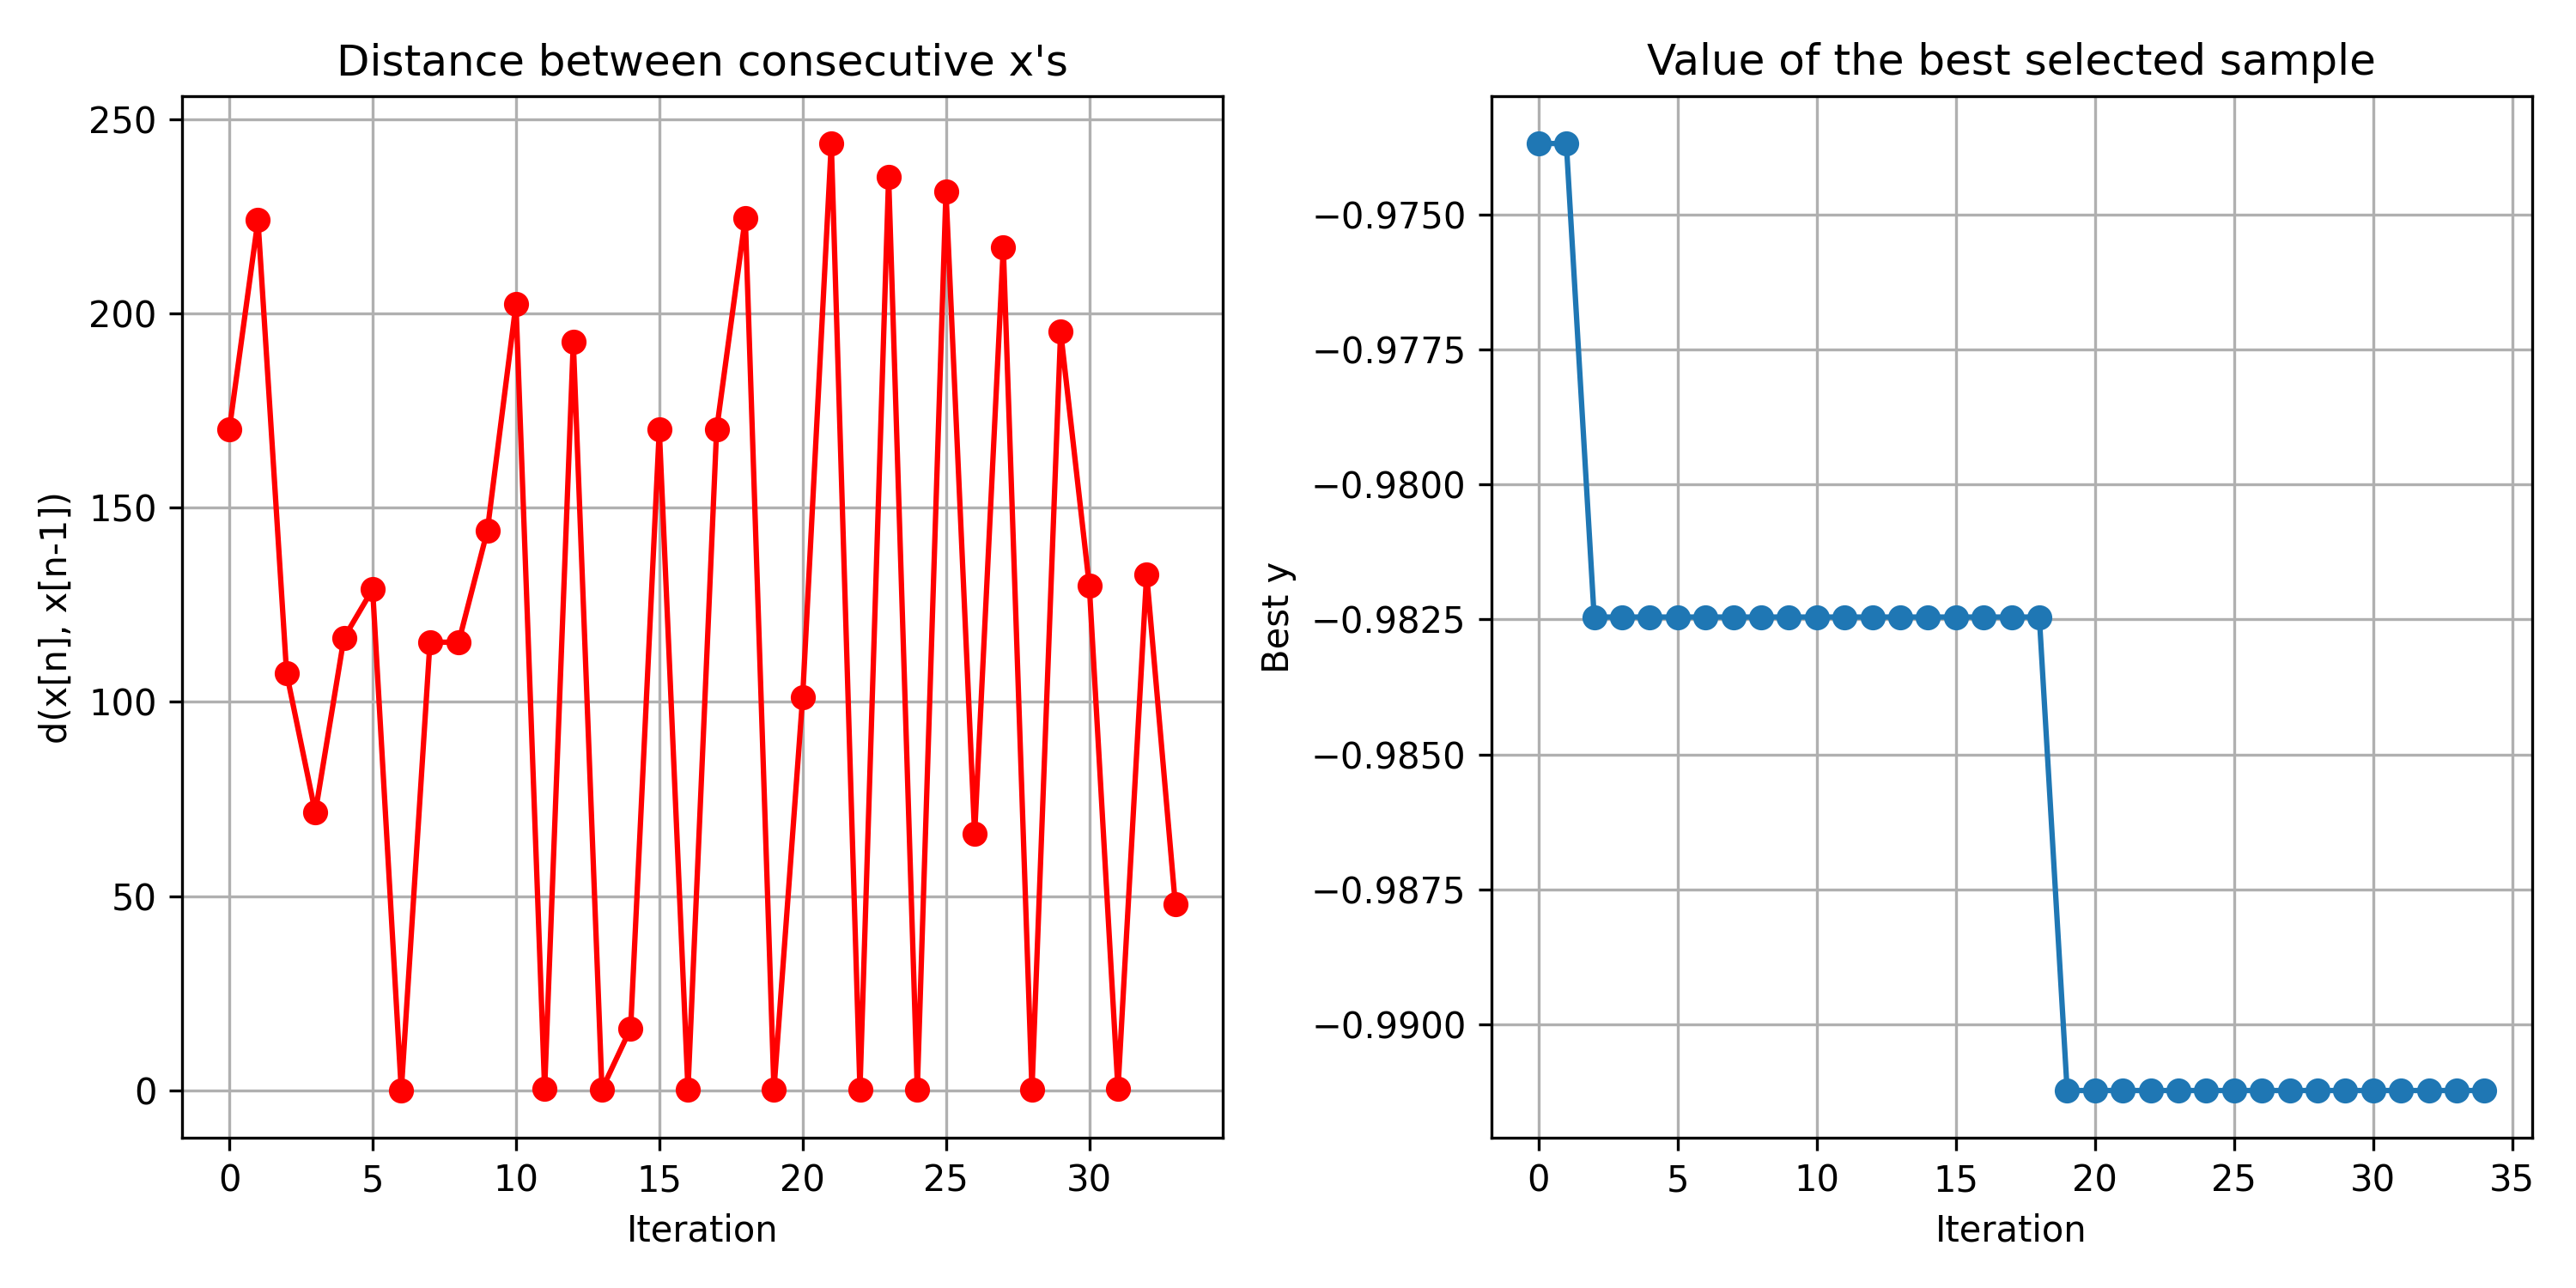 Distance between consecutive x's
250
200
150
100
50
0
d(x[n], x[n-1])
0 5 10 15 20 25 30
Iteration
Value of the best selected sample
−0.9750
−0.9775
−0.9800
−0.9825
−0.9850
−0.9875
−0.9900
Best y
0 5 10 15 20 25 30 35
Iteration